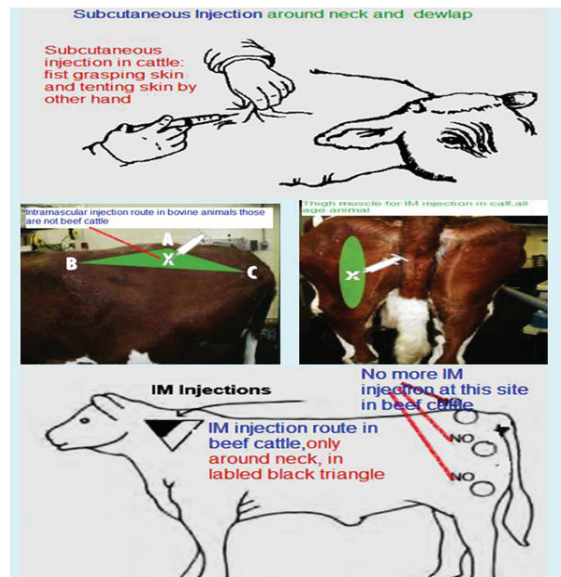 Subcutaneous Injection around neck and dewlap
Subcutaneous
injection in cattle:
fist grasping skin
and tenting skin by
other hand
Intramascular injection route in bovine animals those
are not beef cattle
A
X
B
C
Thigh muscle for IM injection in calf,all
age animal
X
IM Injections
No more IM
injection at this site
in beef cattle
NO
NO
NO
IM injection route in
beef cattle,only
around neck, in
labled black triangle